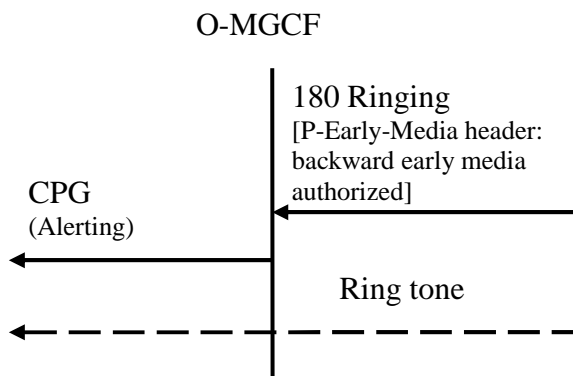 O-MGCF
180 Ringing
[P-Early-Media header:
backward early media
authorized]
CPG
(Alerting)
Ring tone